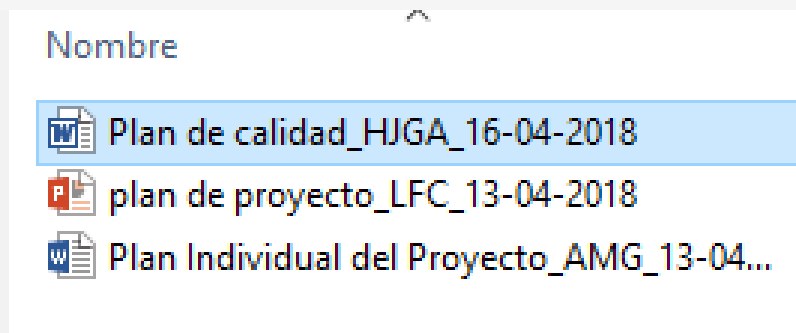 Nombre
Plan de calidad_HJGA_16-04-2018
plan de proyecto_LFC_13-04-2018
Plan Individual del Proyecto_AMG_13-04...